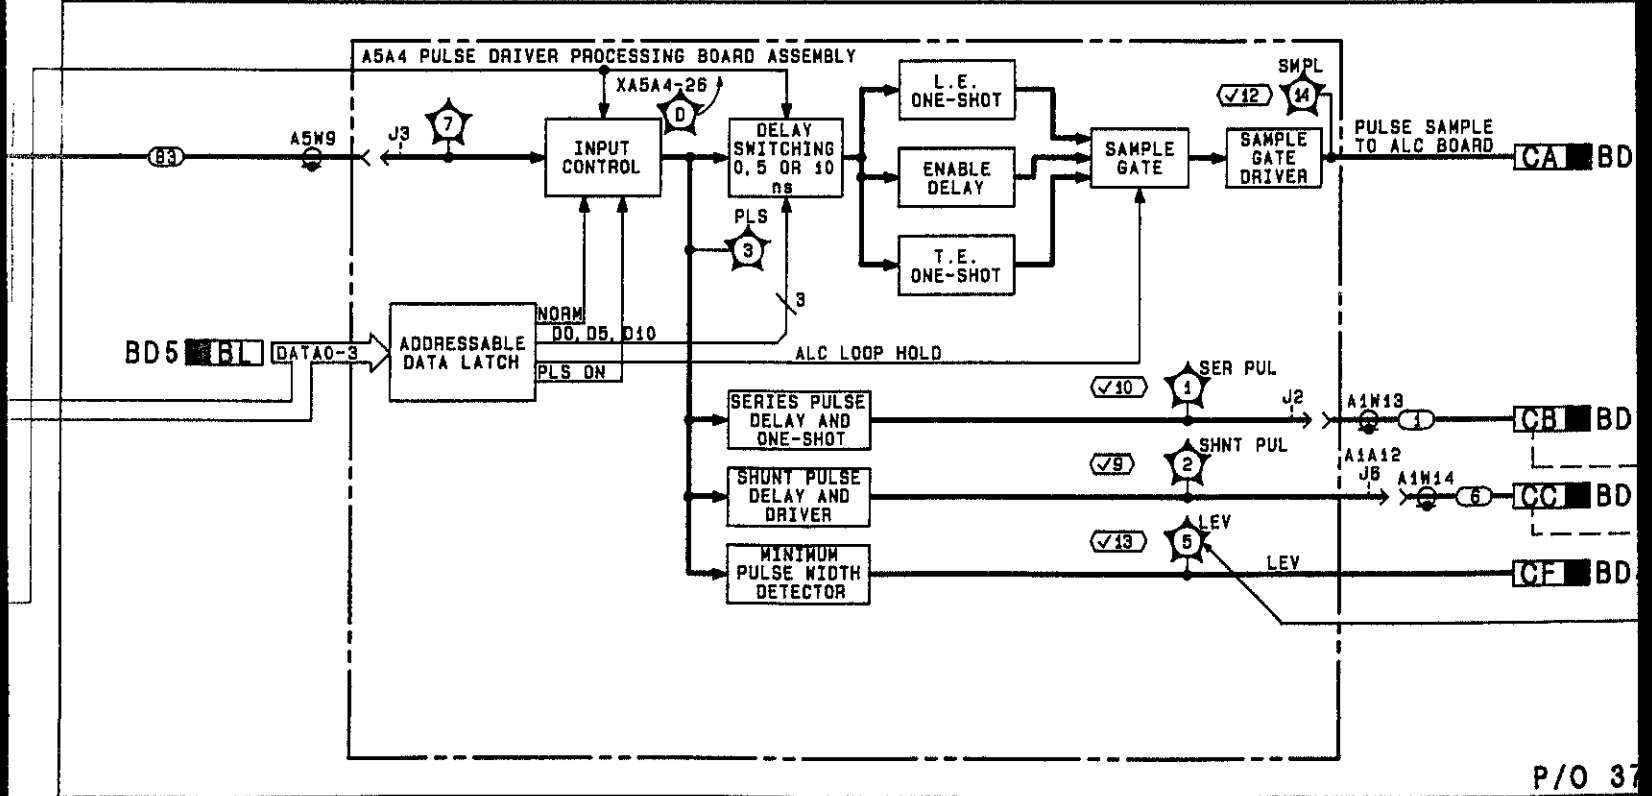 A5A4 PULSE DRIVER PROCESSING BOARD ASSEMBLY
XA5A4-26
D
A5W9
83
J3
7
INPUT
CONTROL
DELAY
SWITCHING
0, 5 OR 10
ns
L.E.
ONE-SHOT
ENABLE
DELAY
T.E.
ONE-SHOT
SAMPLE
GATE
SAMPLE
GATE
DRIVER
SMPL
✓12
14
PULSE SAMPLE
TO ALC BOARD
CA BD
PLS
3
3
NORM
D0, D5, D10
BD5 BL
DATA0-3
ADDRESSABLE
DATA LATCH
PLS ON
ALC LOOP HOLD
SERIES PULSE
DELAY AND
ONE-SHOT
✓10
1
SER PUL
J2
A1W13
1
CB BD
SHUNT PULSE
DELAY AND
DRIVER
✓9
2
SHNT PUL
A1A12
J6
A1W14
6
CC BD
MINIMUM
PULSE WIDTH
DETECTOR
✓13
5
LEV
LEV
CF BD
P/O 37